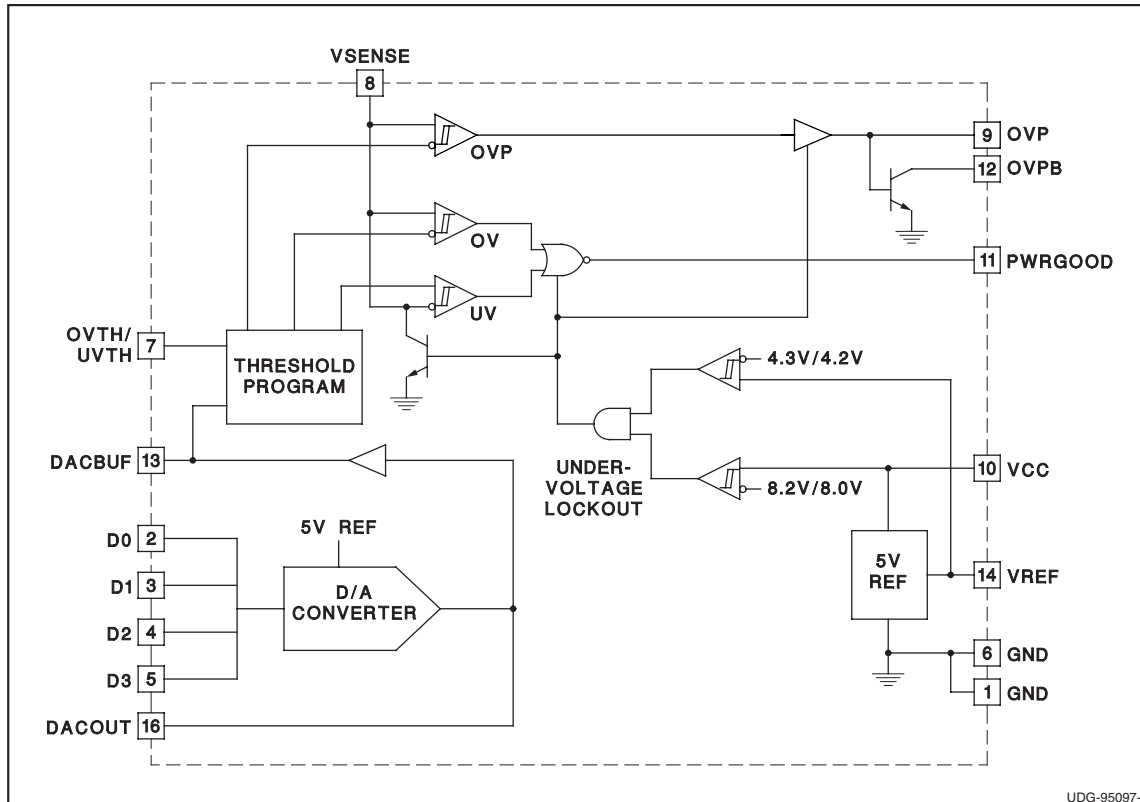 VSENSE
8
OVP
9 OVP
12 OVPB
OV
11 PWRGOOD
UV
OVTH/
UVTH
7
THRESHOLD
PROGRAM
4.3V/4.2V
DACBUF 13
UNDER-
VOLTAGE
LOCKOUT
10 VCC
8.2V/8.0V
5V REF
D0 2
D1 3
D2 4
D3 5
D/A
CONVERTER
5V
REF
14 VREF
6 GND
1 GND
DACOUT 16
UDG-95097-